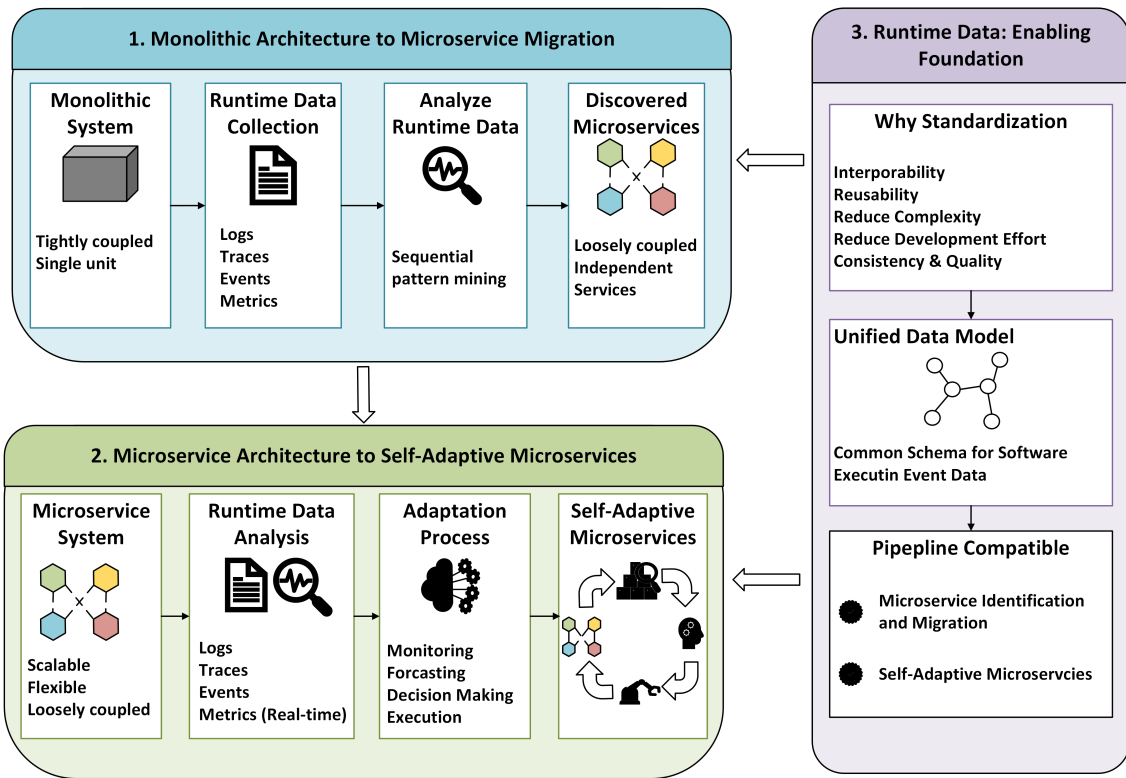 1. Monolithic Architecture to Microservice Migration
Monolithic
System
Tightly coupled
Single unit
Runtime Data
Collection
Logs
Traces
Events
Metrics
Analyze
Runtime Data
Sequential
pattern mining
Discovered
Microservices
Loosely coupled
Independent
Services
2. Microservice Architecture to Self-Adaptive Microservices
Microservice
System
Scalable
Flexible
Loosely coupled
Runtime Data
Analysis
Logs
Traces
Events
Metrics (Real-time)
Adaptation
Process
Monitoring
Forcasting
Decision Making
Execution
Self-Adaptive
Microservices
3. Runtime Data: Enabling
Foundation
Why Standardization
Interporability
Reusability
Reduce Complexity
Reduce Development Effort
Consistency & Quality
Unified Data Model
Common Schema for Software
Executin Event Data
Pipepline Compatible
Microservice Identification
and Migration
Self-Adaptive Microservcies